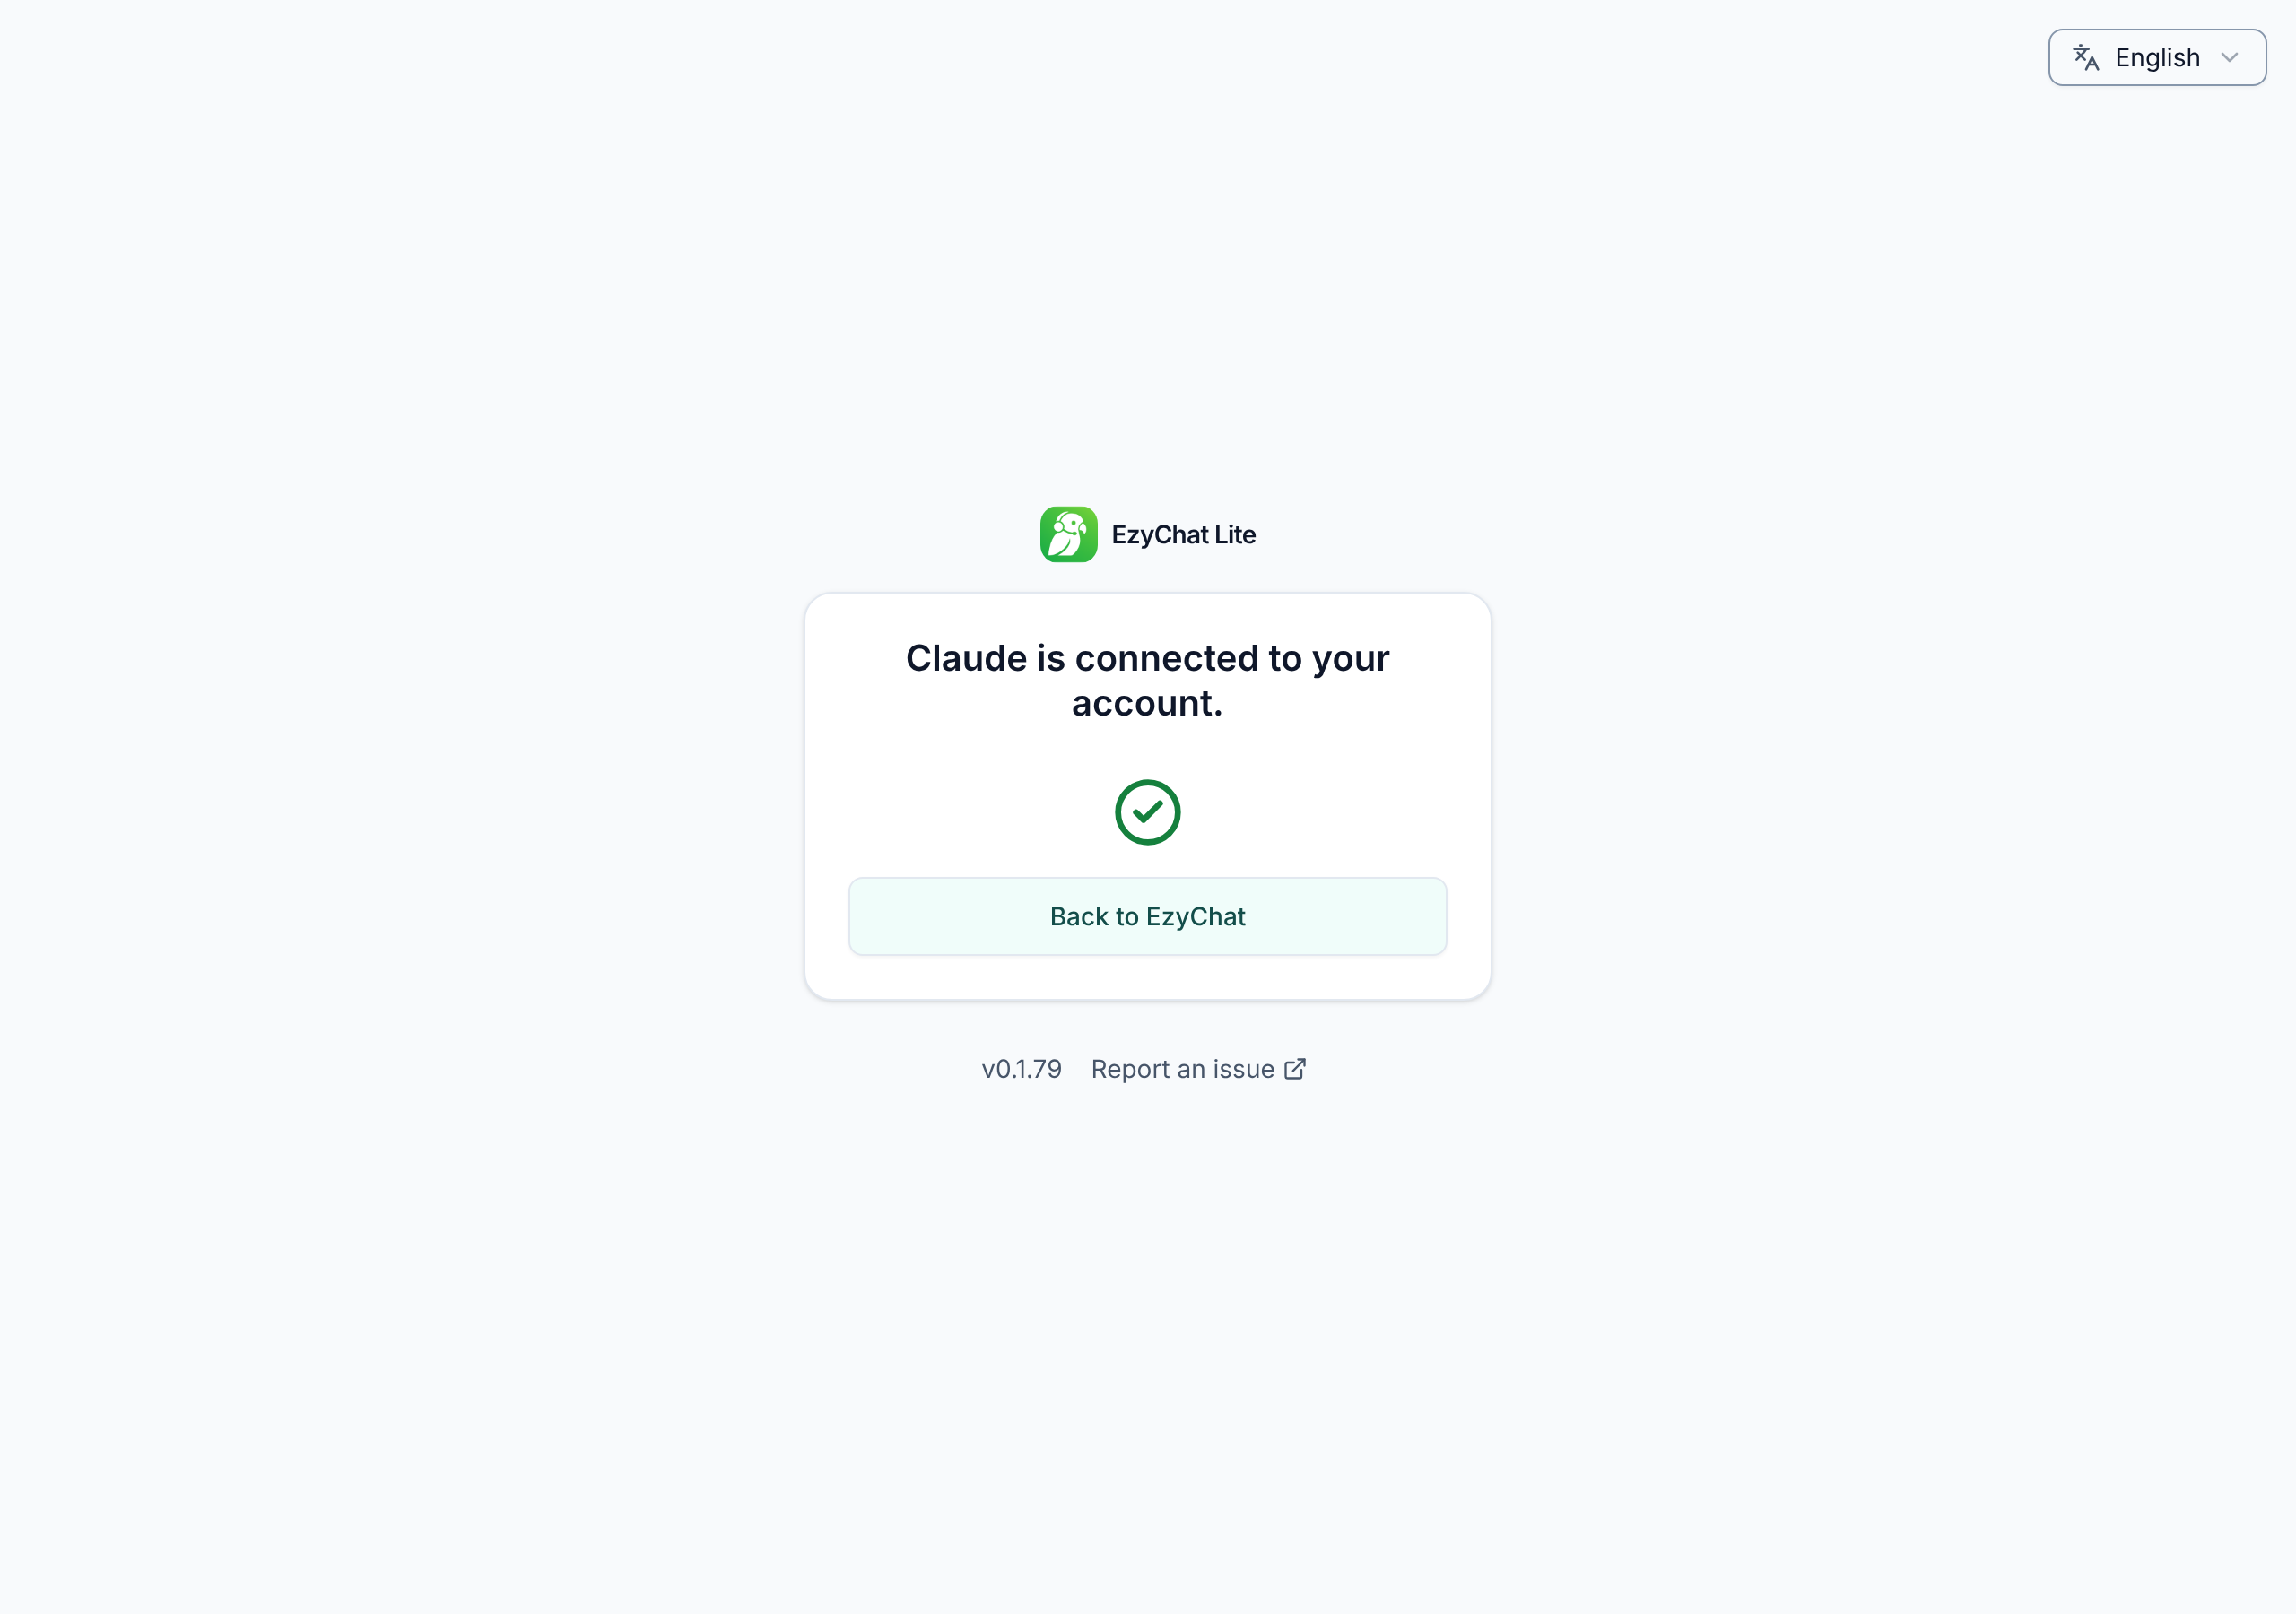 English
EzyChat Lite
Claude is connected to your
account.
Back to EzyChat
v0.1.79 Report an issue